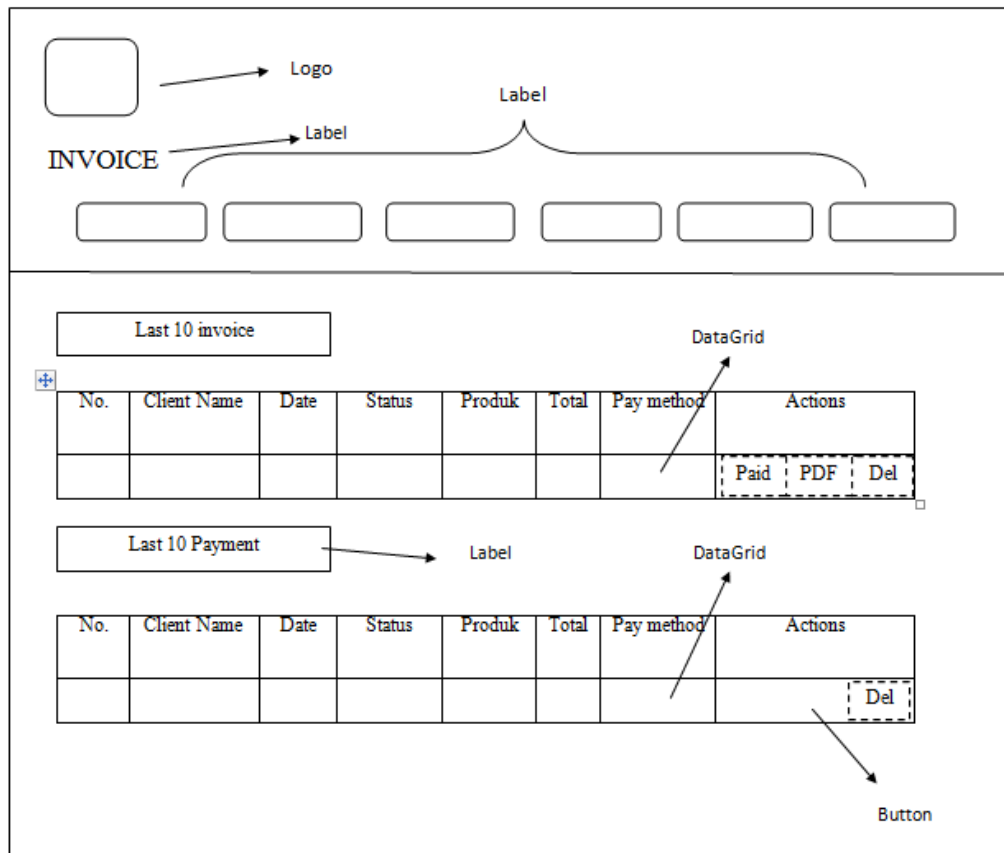 Logo
Label
Label
INVOICE
Last 10 invoice
DataGrid
No. Client Name Date Status Produk Total Pay method Actions
Paid PDF Del
Last 10 Payment
Label
DataGrid
No. Client Name Date Status Produk Total Pay method Actions
Del
Button